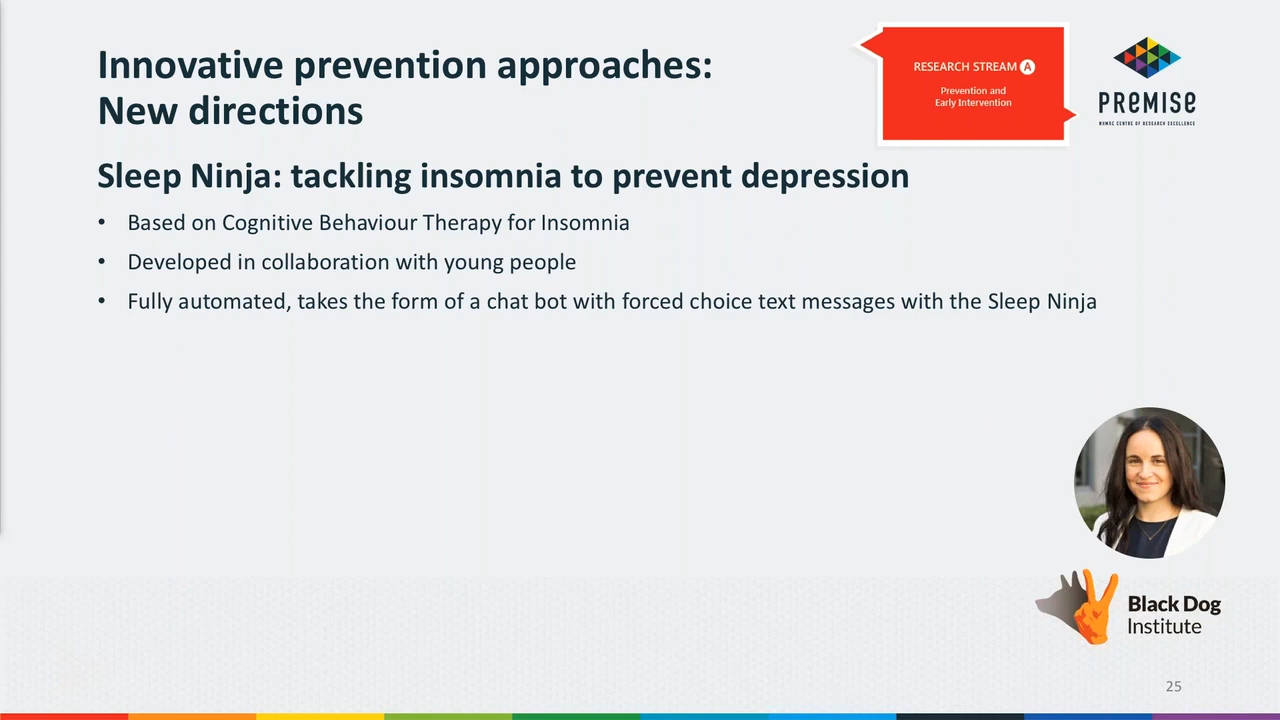 Innovative prevention approaches:
New directions
RESEARCH STREAM A
Prevention and
Early Intervention
PREMISE
NHMRC CENTRE OF RESEARCH EXCELLENCE
Sleep Ninja: tackling insomnia to prevent depression
• Based on Cognitive Behaviour Therapy for Insomnia
• Developed in collaboration with young people
• Fully automated, takes the form of a chat bot with forced choice text messages with the Sleep Ninja
Black Dog
Institute
25